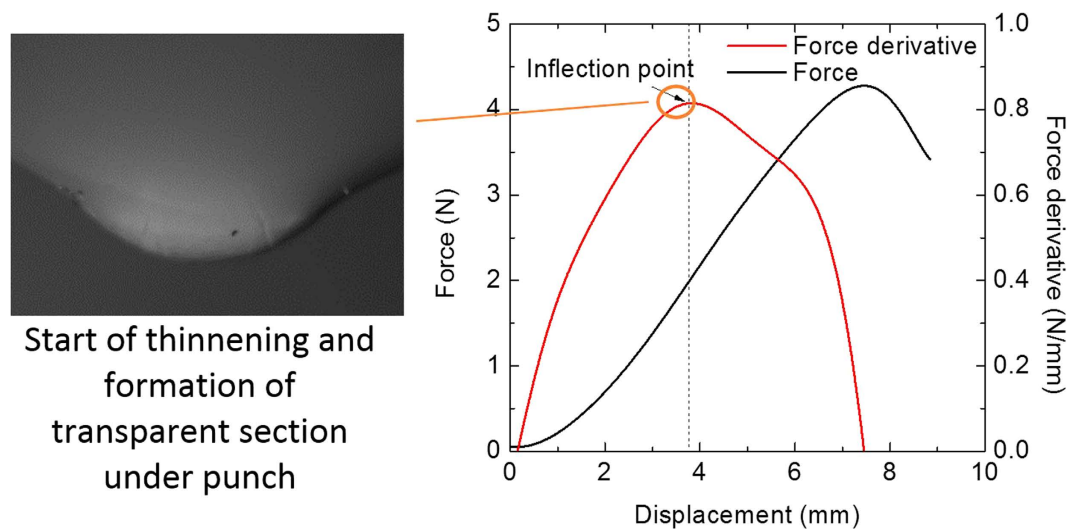 Start of thinnening and
formation of
transparent section
under punch
5
4
3
2
1
0
Force (N)
1.0
0.8
0.6
0.4
0.2
0.0
Force derivative (N/mm)
Force derivative
Force
Inflection point
0 2 4 6 8 10
Displacement (mm)